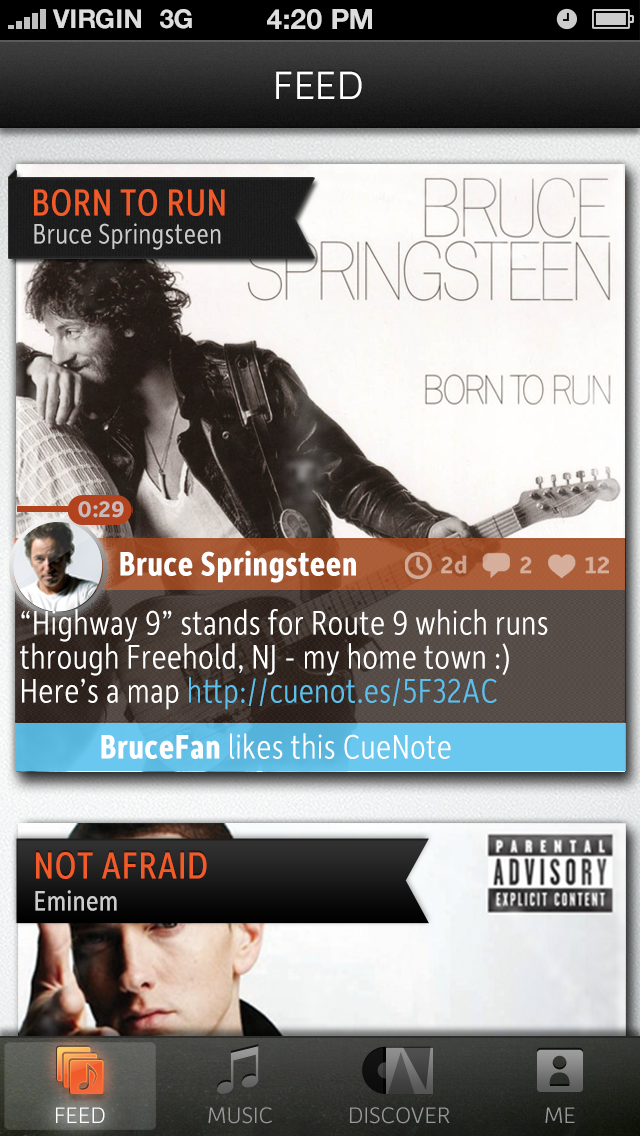 VIRGIN 3G 4:20 PM
FEED
BORN TO RUN
Bruce Springsteen
BRUCE
SPRINGSTEEN
BORN TO RUN
0:29
Bruce Springsteen 2d 2 12
“Highway 9” stands for Route 9 which runs
through Freehold, NJ - my home town :)
Here’s a map http://cuenot.es/5F32AC
BruceFan likes this CueNote
NOT AFRAID
Eminem
PARENTAL
ADVISORY
EXPLICIT CONTENT
FEED MUSIC DISCOVER ME